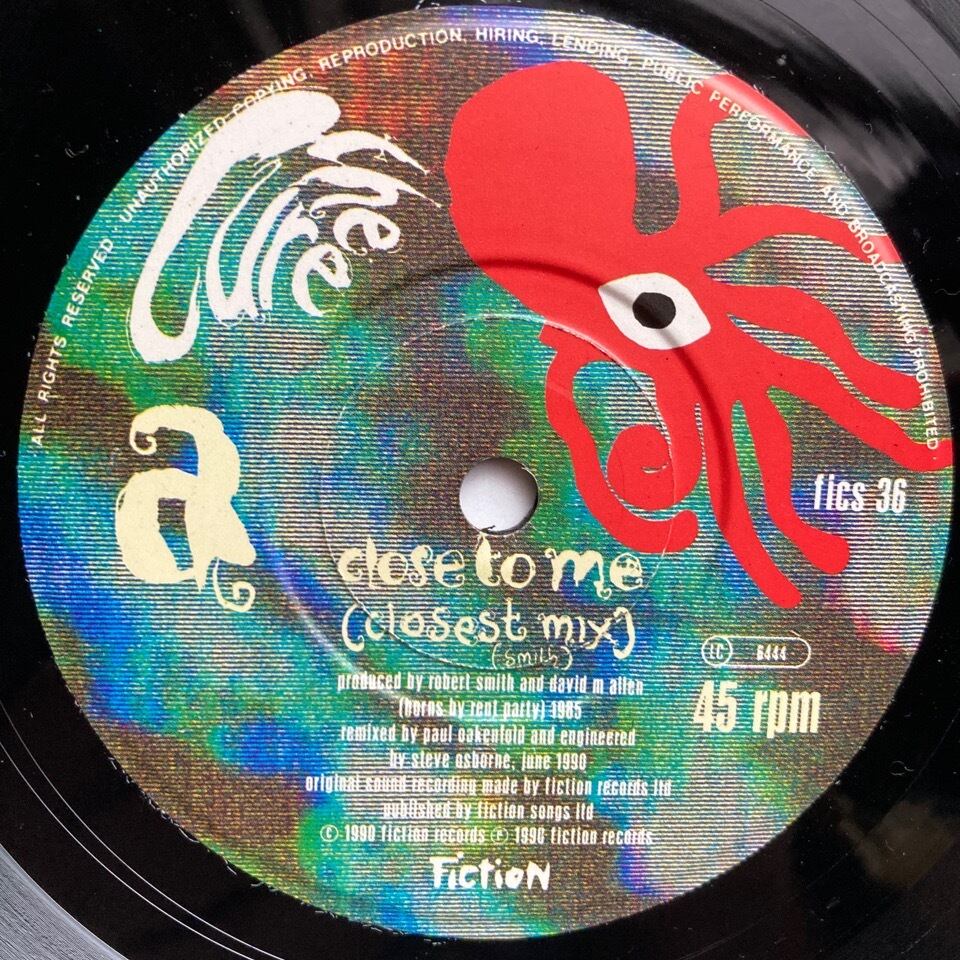 ALL RIGHTS RESERVED · UNAUTHORIZED COPYING, REPRODUCTION, HIRING, LENDING, PUBLIC PERFORMANCE AND BROADCASTING PROHIBITED
the
cure
a
fics 36
close to me
(closest mix)
(smith)
LC 6444
45 rpm
produced by robert smith and david m allen
(horns by rent party) 1985
remixed by paul oakenfold and engineered
by steve osborne, june 1990
original sound recording made by fiction records ltd
published by fiction songs ltd
© 1990 fiction records ℗ 1990 fiction records
Fiction